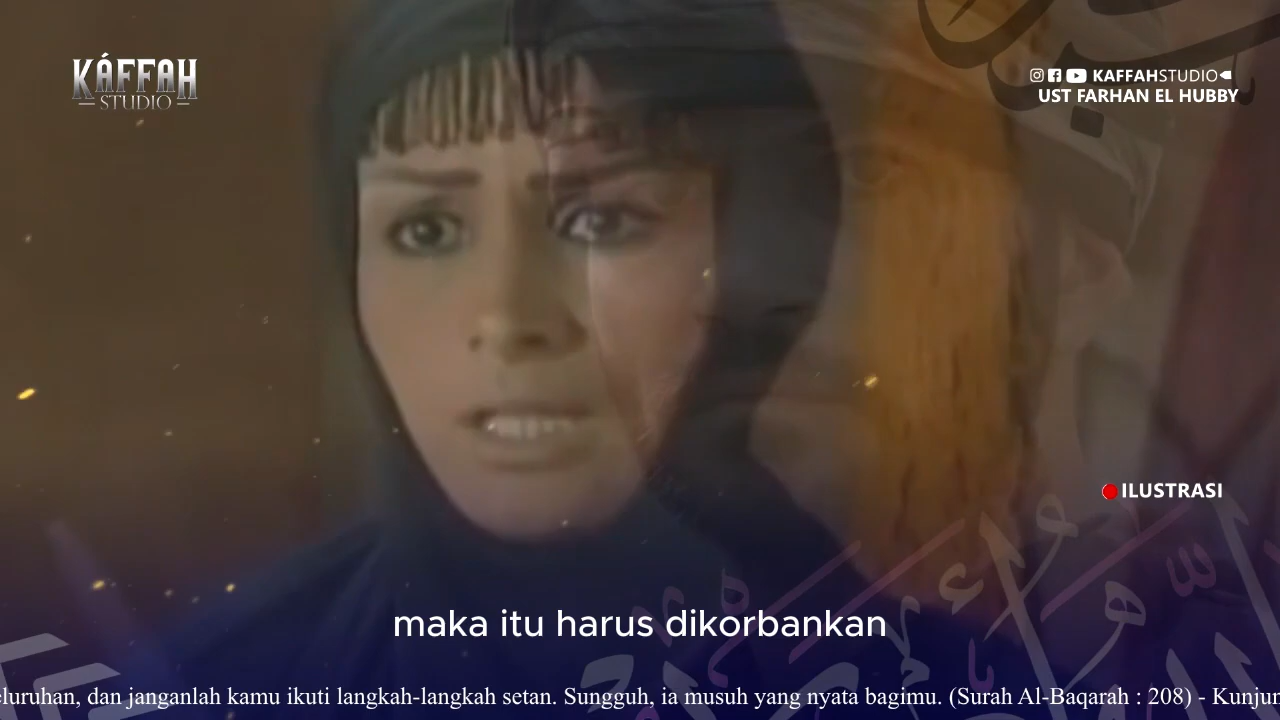 KÁFFAH
STUDIO
KAFFAHSTUDIO
UST FARHAN EL HUBBY
ILUSTRASI
maka itu harus dikorbankan
eluruhan, dan janganlah kamu ikuti langkah-langkah setan. Sungguh, ia musuh yang nyata bagimu. (Surah Al-Baqarah : 208) - Kunjun